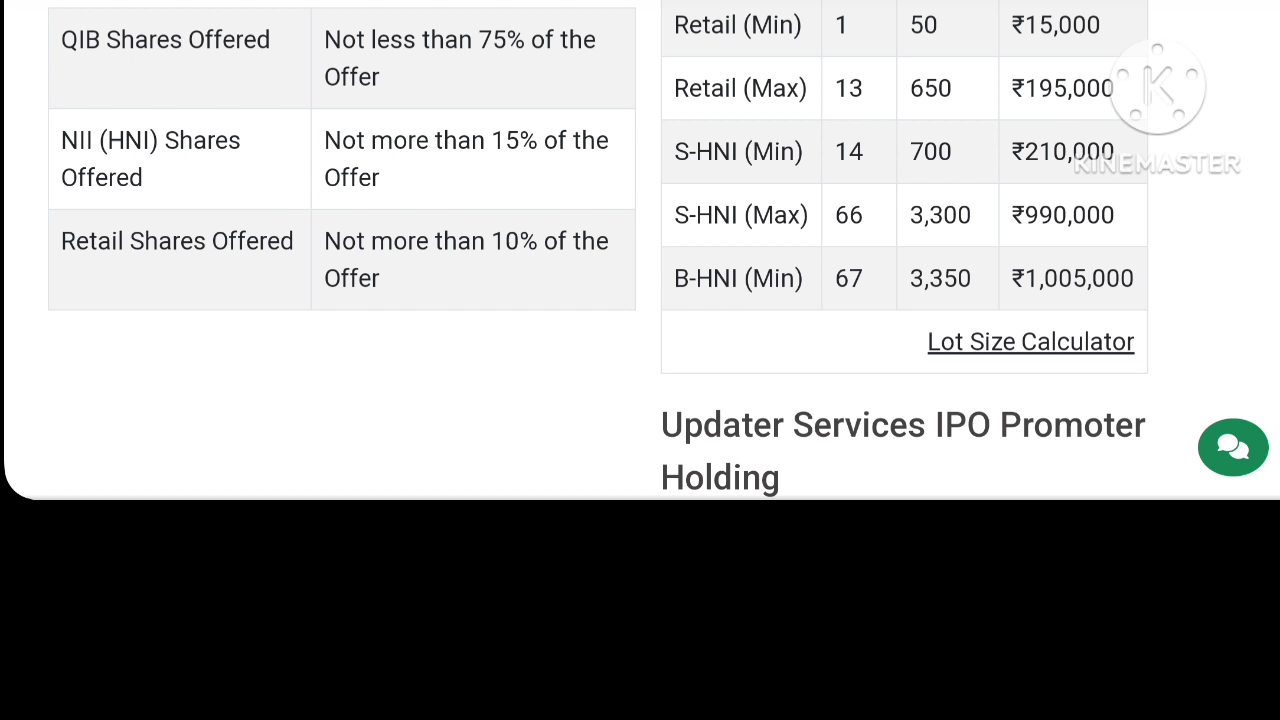 QIB Shares Offered
Not less than 75% of the
Offer
NII (HNI) Shares
Offered
Not more than 15% of the
Offer
Retail Shares Offered
Not more than 10% of the
Offer
Retail (Min) 1 50 ₹15,000
Retail (Max) 13 650 ₹195,000
S-HNI (Min) 14 700 ₹210,000
S-HNI (Max) 66 3,300 ₹990,000
B-HNI (Min) 67 3,350 ₹1,005,000
Lot Size Calculator
Updater Services IPO Promoter
Holding
K
KINEMASTER